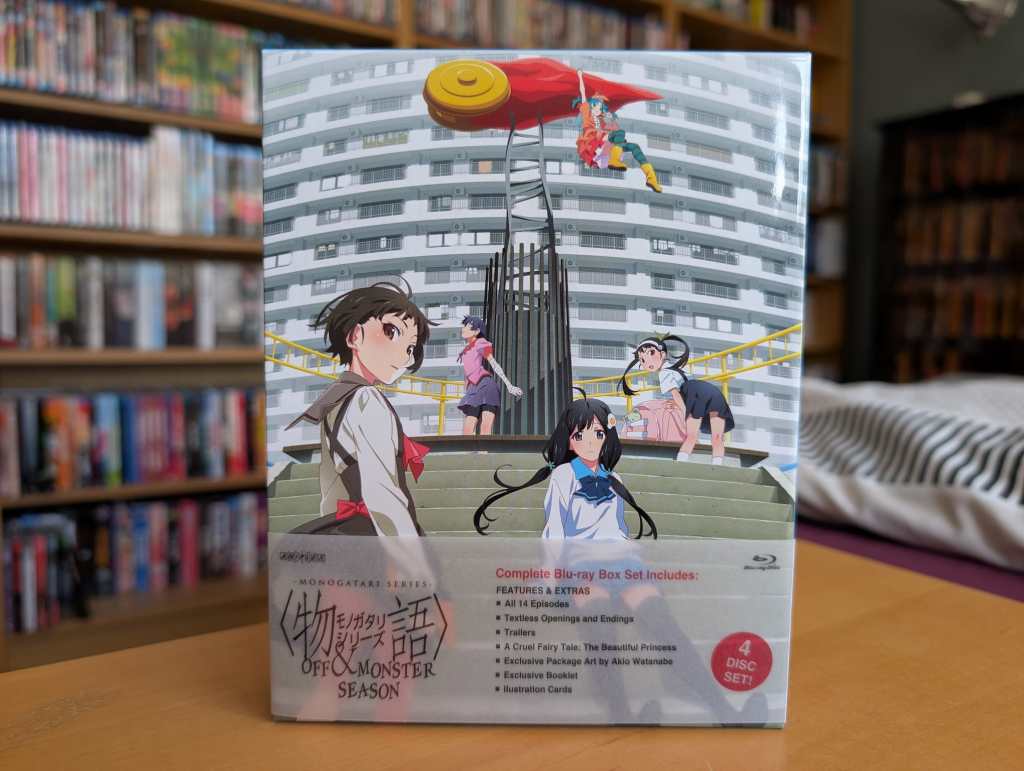 -MONOGATARI SERIES-
〈物語〉
モノガタリ
シリーズ
OFF&MONSTER
SEASON
Blu-ray Disc
Complete Blu-ray Box Set Includes:
FEATURES & EXTRAS
▪ All 14 Episodes
▪ Textless Openings and Endings
▪ Trailers
▪ A Cruel Fairy Tale: The Beautiful Princess
▪ Exclusive Package Art by Akio Watanabe
▪ Exclusive Booklet
▪ Illustration Cards
4
DISC
SET!